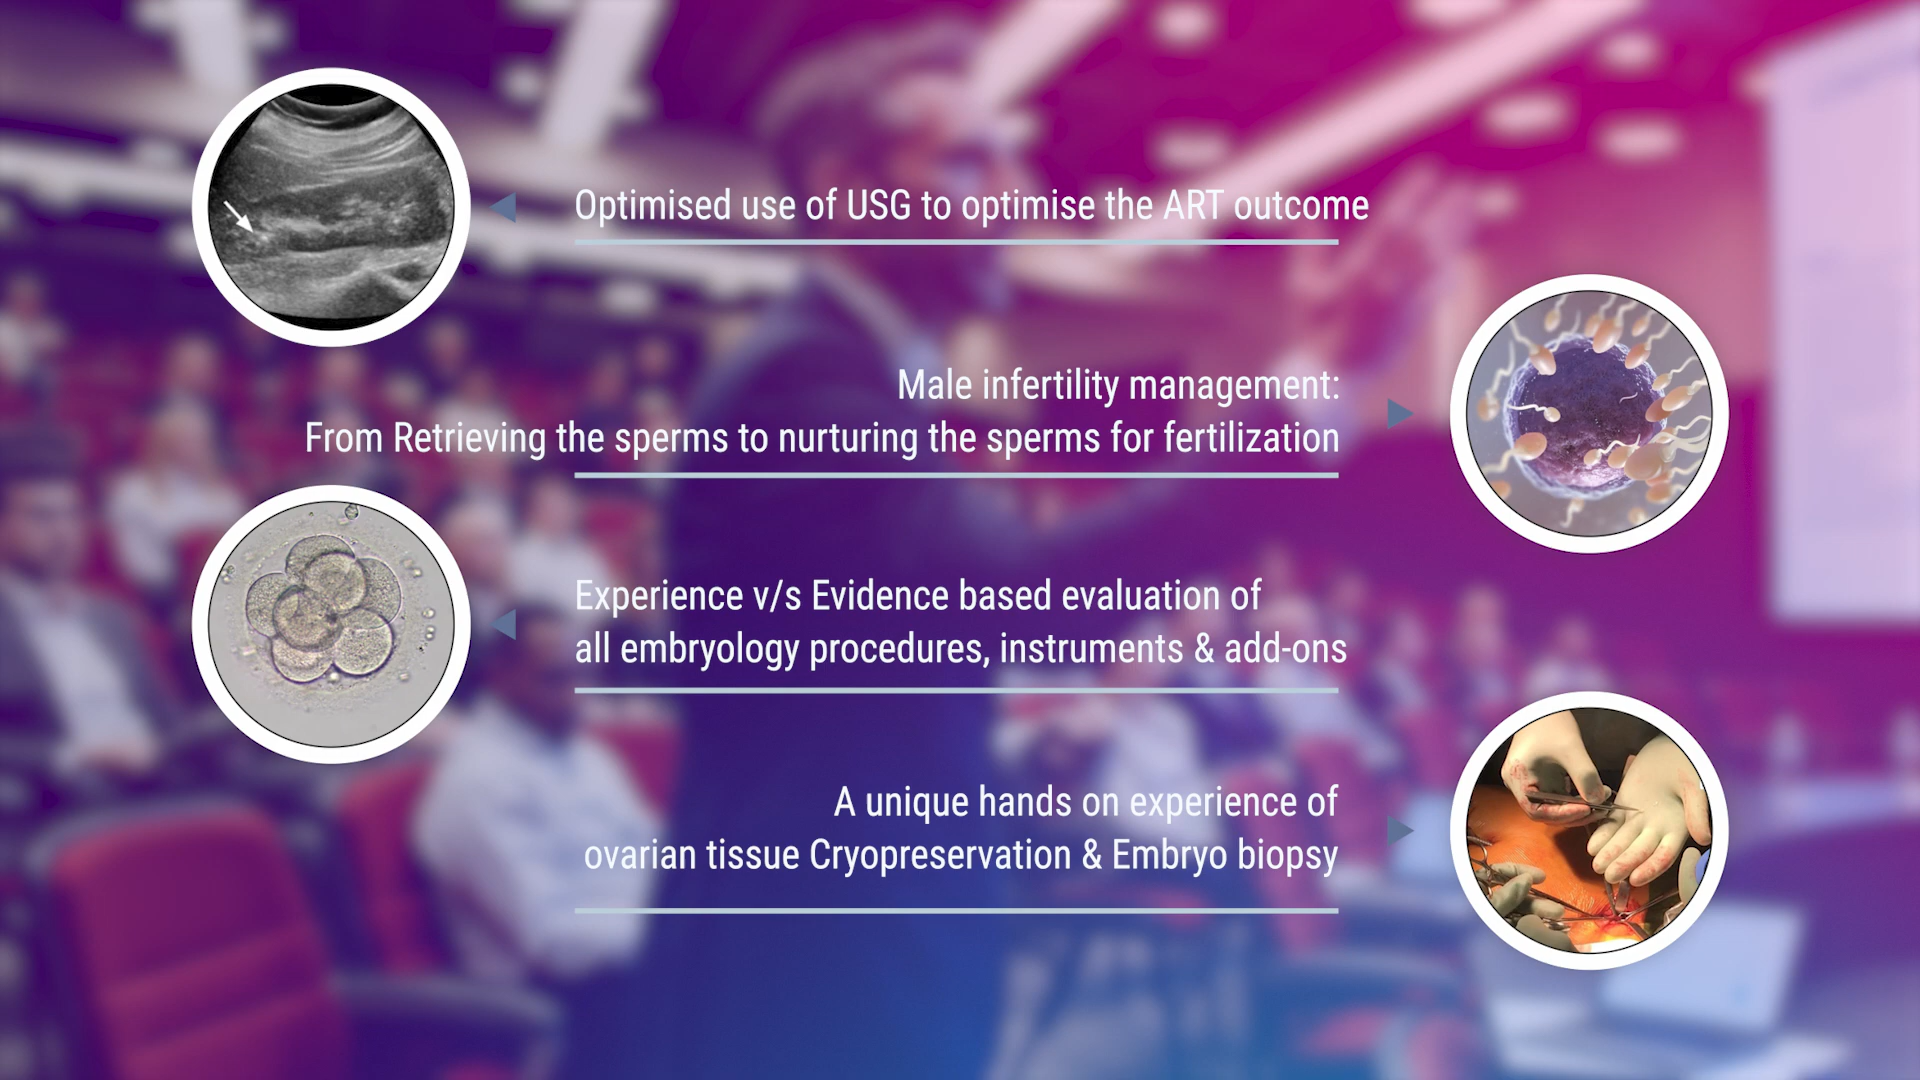 Optimised use of USG to optimise the ART outcome
Male infertility management:
From Retrieving the sperms to nurturing the sperms for fertilization
Experience v/s Evidence based evaluation of
all embryology procedures, instruments & add-ons
A unique hands on experience of
ovarian tissue Cryopreservation & Embryo biopsy